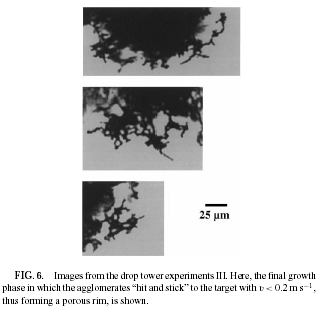 25 µm
FIG. 6. Images from the drop tower experiments III. Here, the final growth
phase in which the agglomerates “hit and stick” to the target with v < 0.2 m s−1,
thus forming a porous rim, is shown.